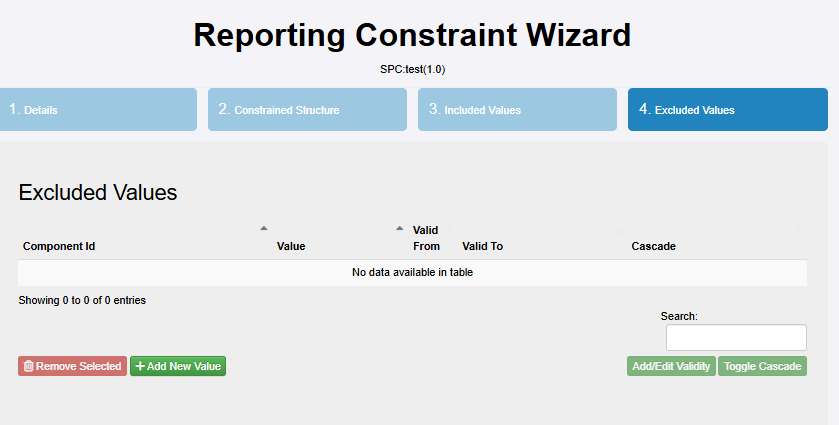 Reporting Constraint Wizard
SPC:test(1.0)
1. Details
2. Constrained Structure
3. Included Values
4. Excluded Values
Excluded Values
Component Id
Value
Valid From
Valid To
Cascade
No data available in table
Showing 0 to 0 of 0 entries
Search:
Remove Selected
Add New Value
Add/Edit Validity
Toggle Cascade